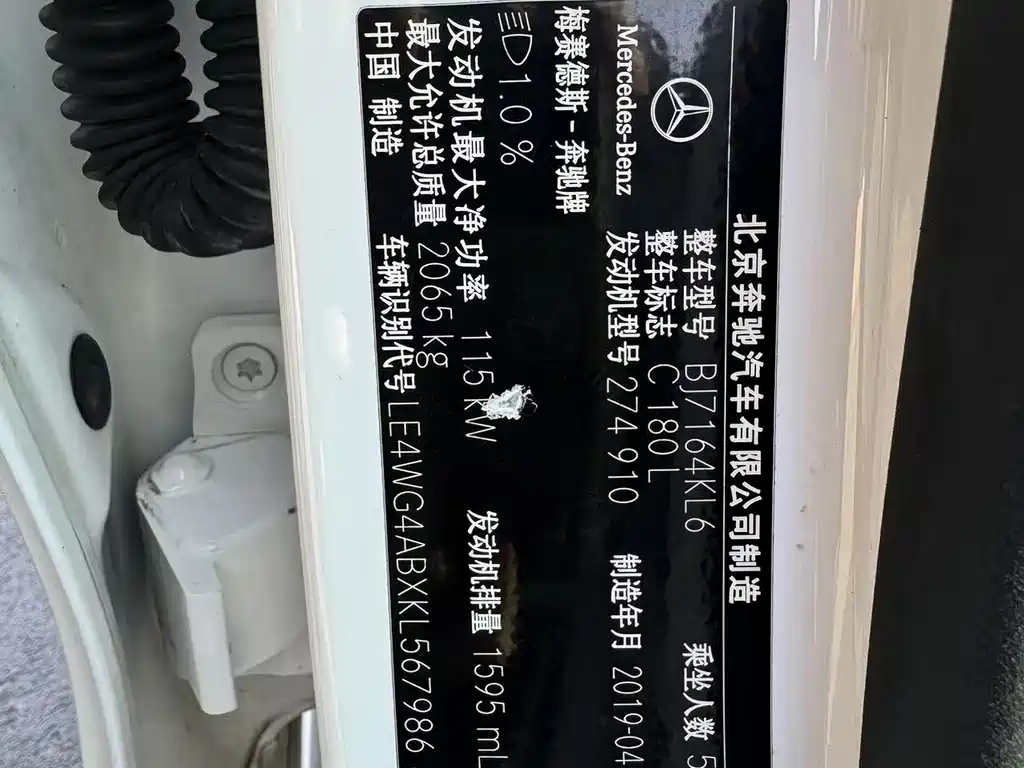 北京奔驰汽车有限公司制造
Mercedes-Benz
梅赛德斯-奔驰牌
整车型号 BJ7164KL6 乘坐人数 5
整车标志 C 180 L
发动机型号 274 910 制造年月 2019-04
1.0 %
发动机最大净功率 115 kW 发动机排量 1595 mL
最大允许总质量 2065 kg
中国 制造 车辆识别代号 LE4WG4ABXKL567986